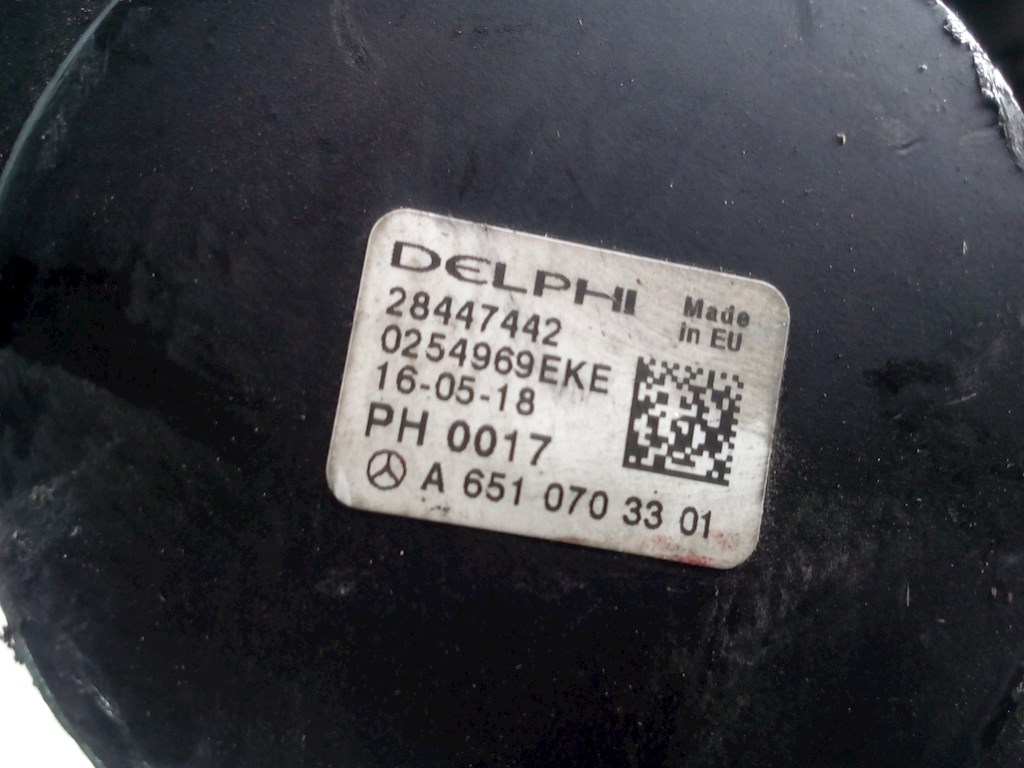 DELPHI
Made
in EU
28447442
0254969EKE
16-05-18
PH 0017
A 651 070 33 01